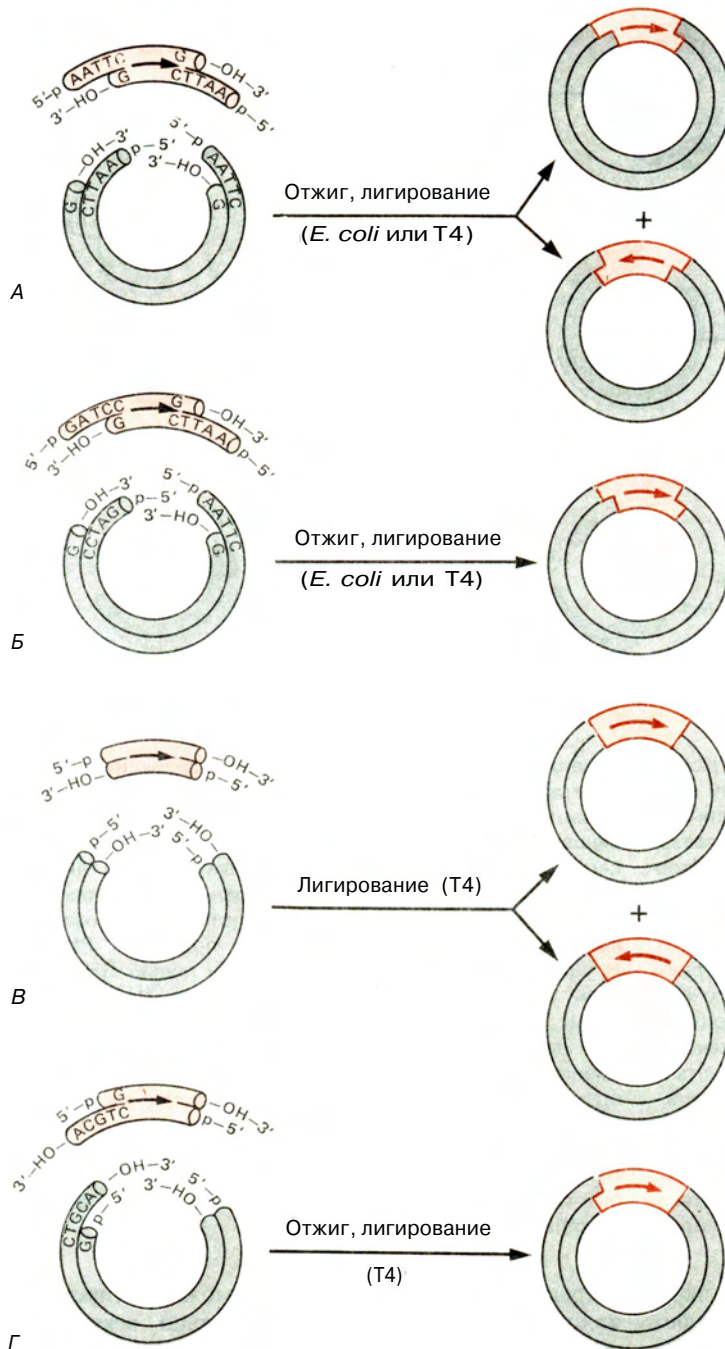 5'–p AATTC G –OH–3'
3'–HO– G CTTAA p–5'
G –OH–3' CTTAA p–5' 5'–p AATTC 3'–HO– G
Отжиг, лигирование
(E. coli или T4)
+
А
5'–p GATCC G –OH–3'
3'–HO– G CTTAA p–5'
G –OH–3' CCTAG p–5' 5'–p AATTC 3'–HO– G
Отжиг, лигирование
(E. coli или T4)
Б
5'–p –OH–3'
3'–HO– p–5'
p–5' –OH–3' 3'–HO– 5'–p
Лигирование (T4)
+
В
5'–p G –OH–3'
3'–HO– ACGTC p–5'
CTGCA –OH–3' G p–5' 5'–p 3'–HO–
Отжиг, лигирование
(T4)
Г